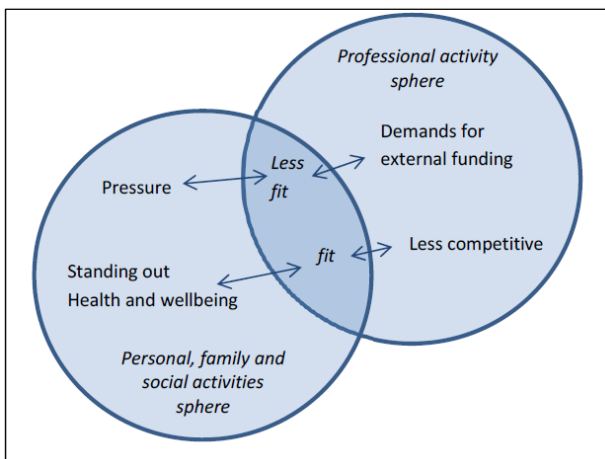 Professional activity
sphere
Demands for
external funding
Less
fit
Pressure
fit
Less competitive
Standing out
Health and wellbeing
Personal, family and
social activities
sphere